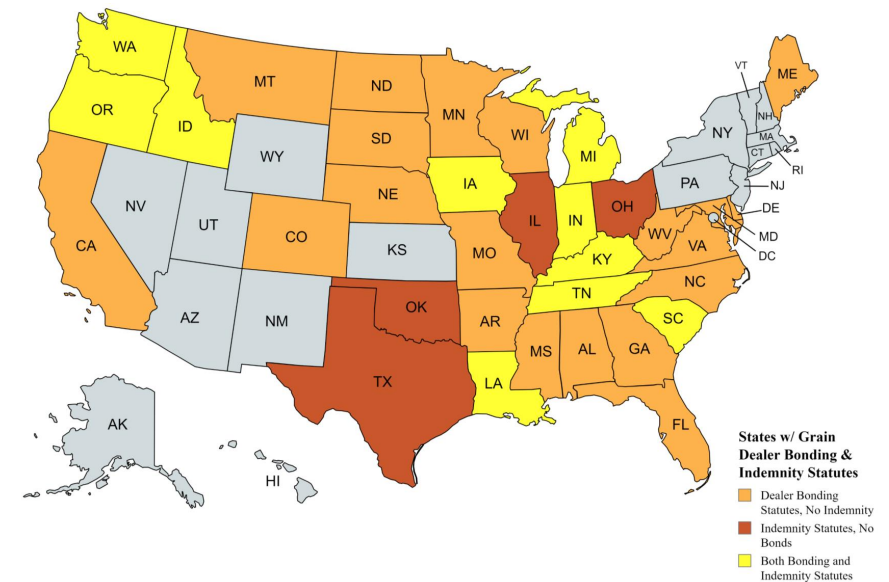 WA
MT
ND
MN
VT
ME
OR
ID
SD
WI
MI
NY
NH
MA
CT
RI
WY
NE
IA
PA
NJ
NV
UT
CO
KS
MO
IL
IN
OH
WV
VA
DE
MD
DC
CA
KY
NC
AZ
NM
OK
AR
TN
SC
TX
LA
MS
AL
GA
FL
AK
HI
States w/ Grain
Dealer Bonding &
Indemnity Statutes
Dealer Bonding
Statutes, No Indemnity
Indemnity Statutes, No
Bonds
Both Bonding and
Indemnity Statutes